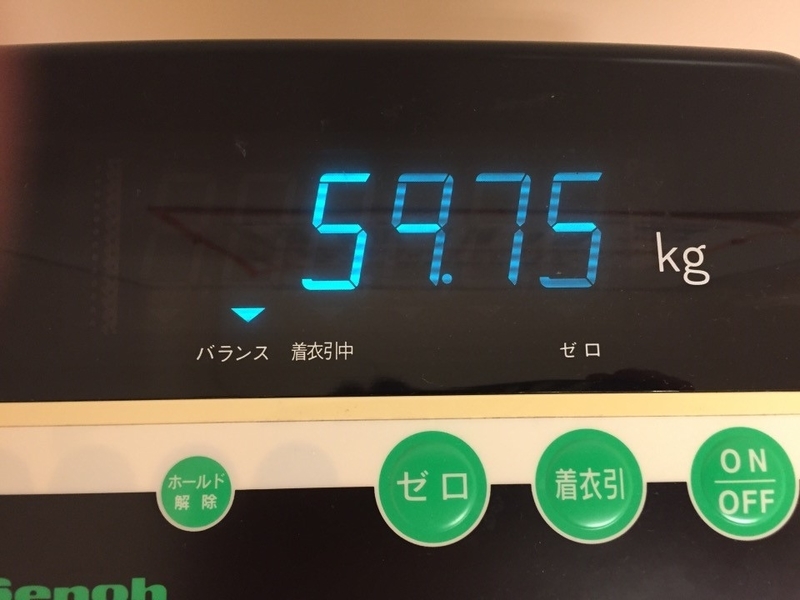 59.75 kg
バランス 着衣引中 ゼロ
ホールド
解除
ゼロ
着衣引
ON
OFF